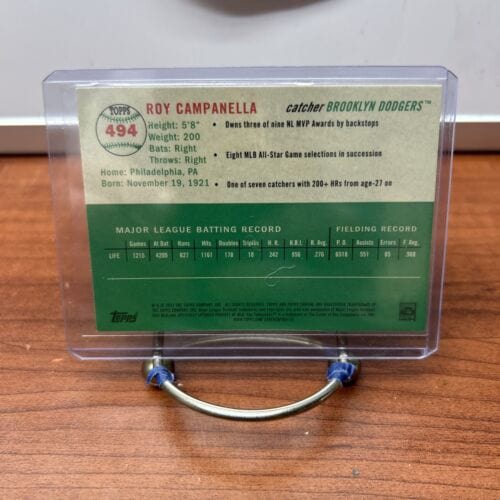 TOPPS
494
ROY CAMPANELLA
catcher BROOKLYN DODGERS™
Height: 5'8"
Weight: 200
Bats: Right
Throws: Right
Home: Philadelphia, PA
Born: November 19, 1921
• Owns three of nine NL MVP Awards by backstops
• Eight MLB All-Star Game selections in succession
• One of seven catchers with 200+ HRs from age-27 on
MAJOR LEAGUE BATTING RECORD FIELDING RECORD
Games At Bat Runs Hits Doubles Triples H. R. R.B.I. B. Avg. P. O. Assists Errors F. Avg.
LIFE 1215 4205 627 1161 178 18 242 856 .276 6518 551 85 .988
Topps